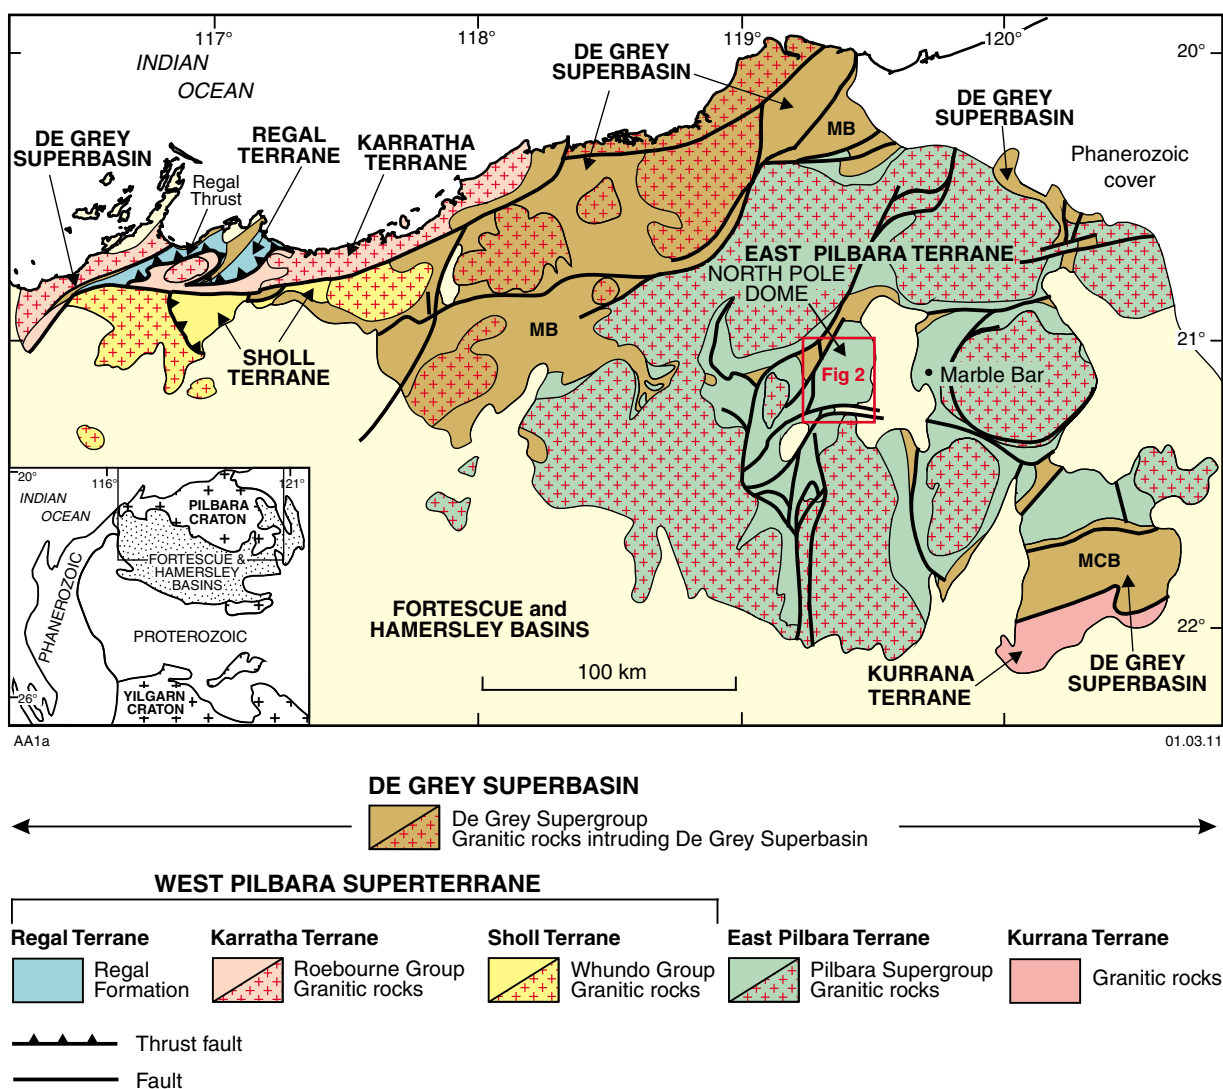 117°
118°
119°
120°
20°
INDIAN
OCEAN
DE GREY
SUPERBASIN
DE GREY
SUPERBASIN
REGAL
TERRANE
KARRATHA
TERRANE
Regal
Thrust
MB
DE GREY
SUPERBASIN
Phanerozoic
cover
EAST PILBARA TERRANE
NORTH POLE
DOME
MB
21°
SHOLL
TERRANE
Fig 2
Marble Bar
20°
116°
121°
INDIAN
OCEAN
PILBARA
CRATON
FORTESCUE &
HAMERSLEY
BASINS
PHANEROZOIC
PROTEROZOIC
YILGARN
CRATON
26°
MCB
FORTESCUE and
HAMERSLEY BASINS
22°
100 km
KURRANA
TERRANE
DE GREY
SUPERBASIN
AA1a
01.03.11
DE GREY SUPERBASIN
De Grey Supergroup
Granitic rocks intruding De Grey Superbasin
WEST PILBARA SUPERTERRANE
Regal Terrane
Karratha Terrane
Sholl Terrane
East Pilbara Terrane
Kurrana Terrane
Regal
Formation
Roebourne Group
Granitic rocks
Whundo Group
Granitic rocks
Pilbara Supergroup
Granitic rocks
Granitic rocks
Thrust fault
Fault